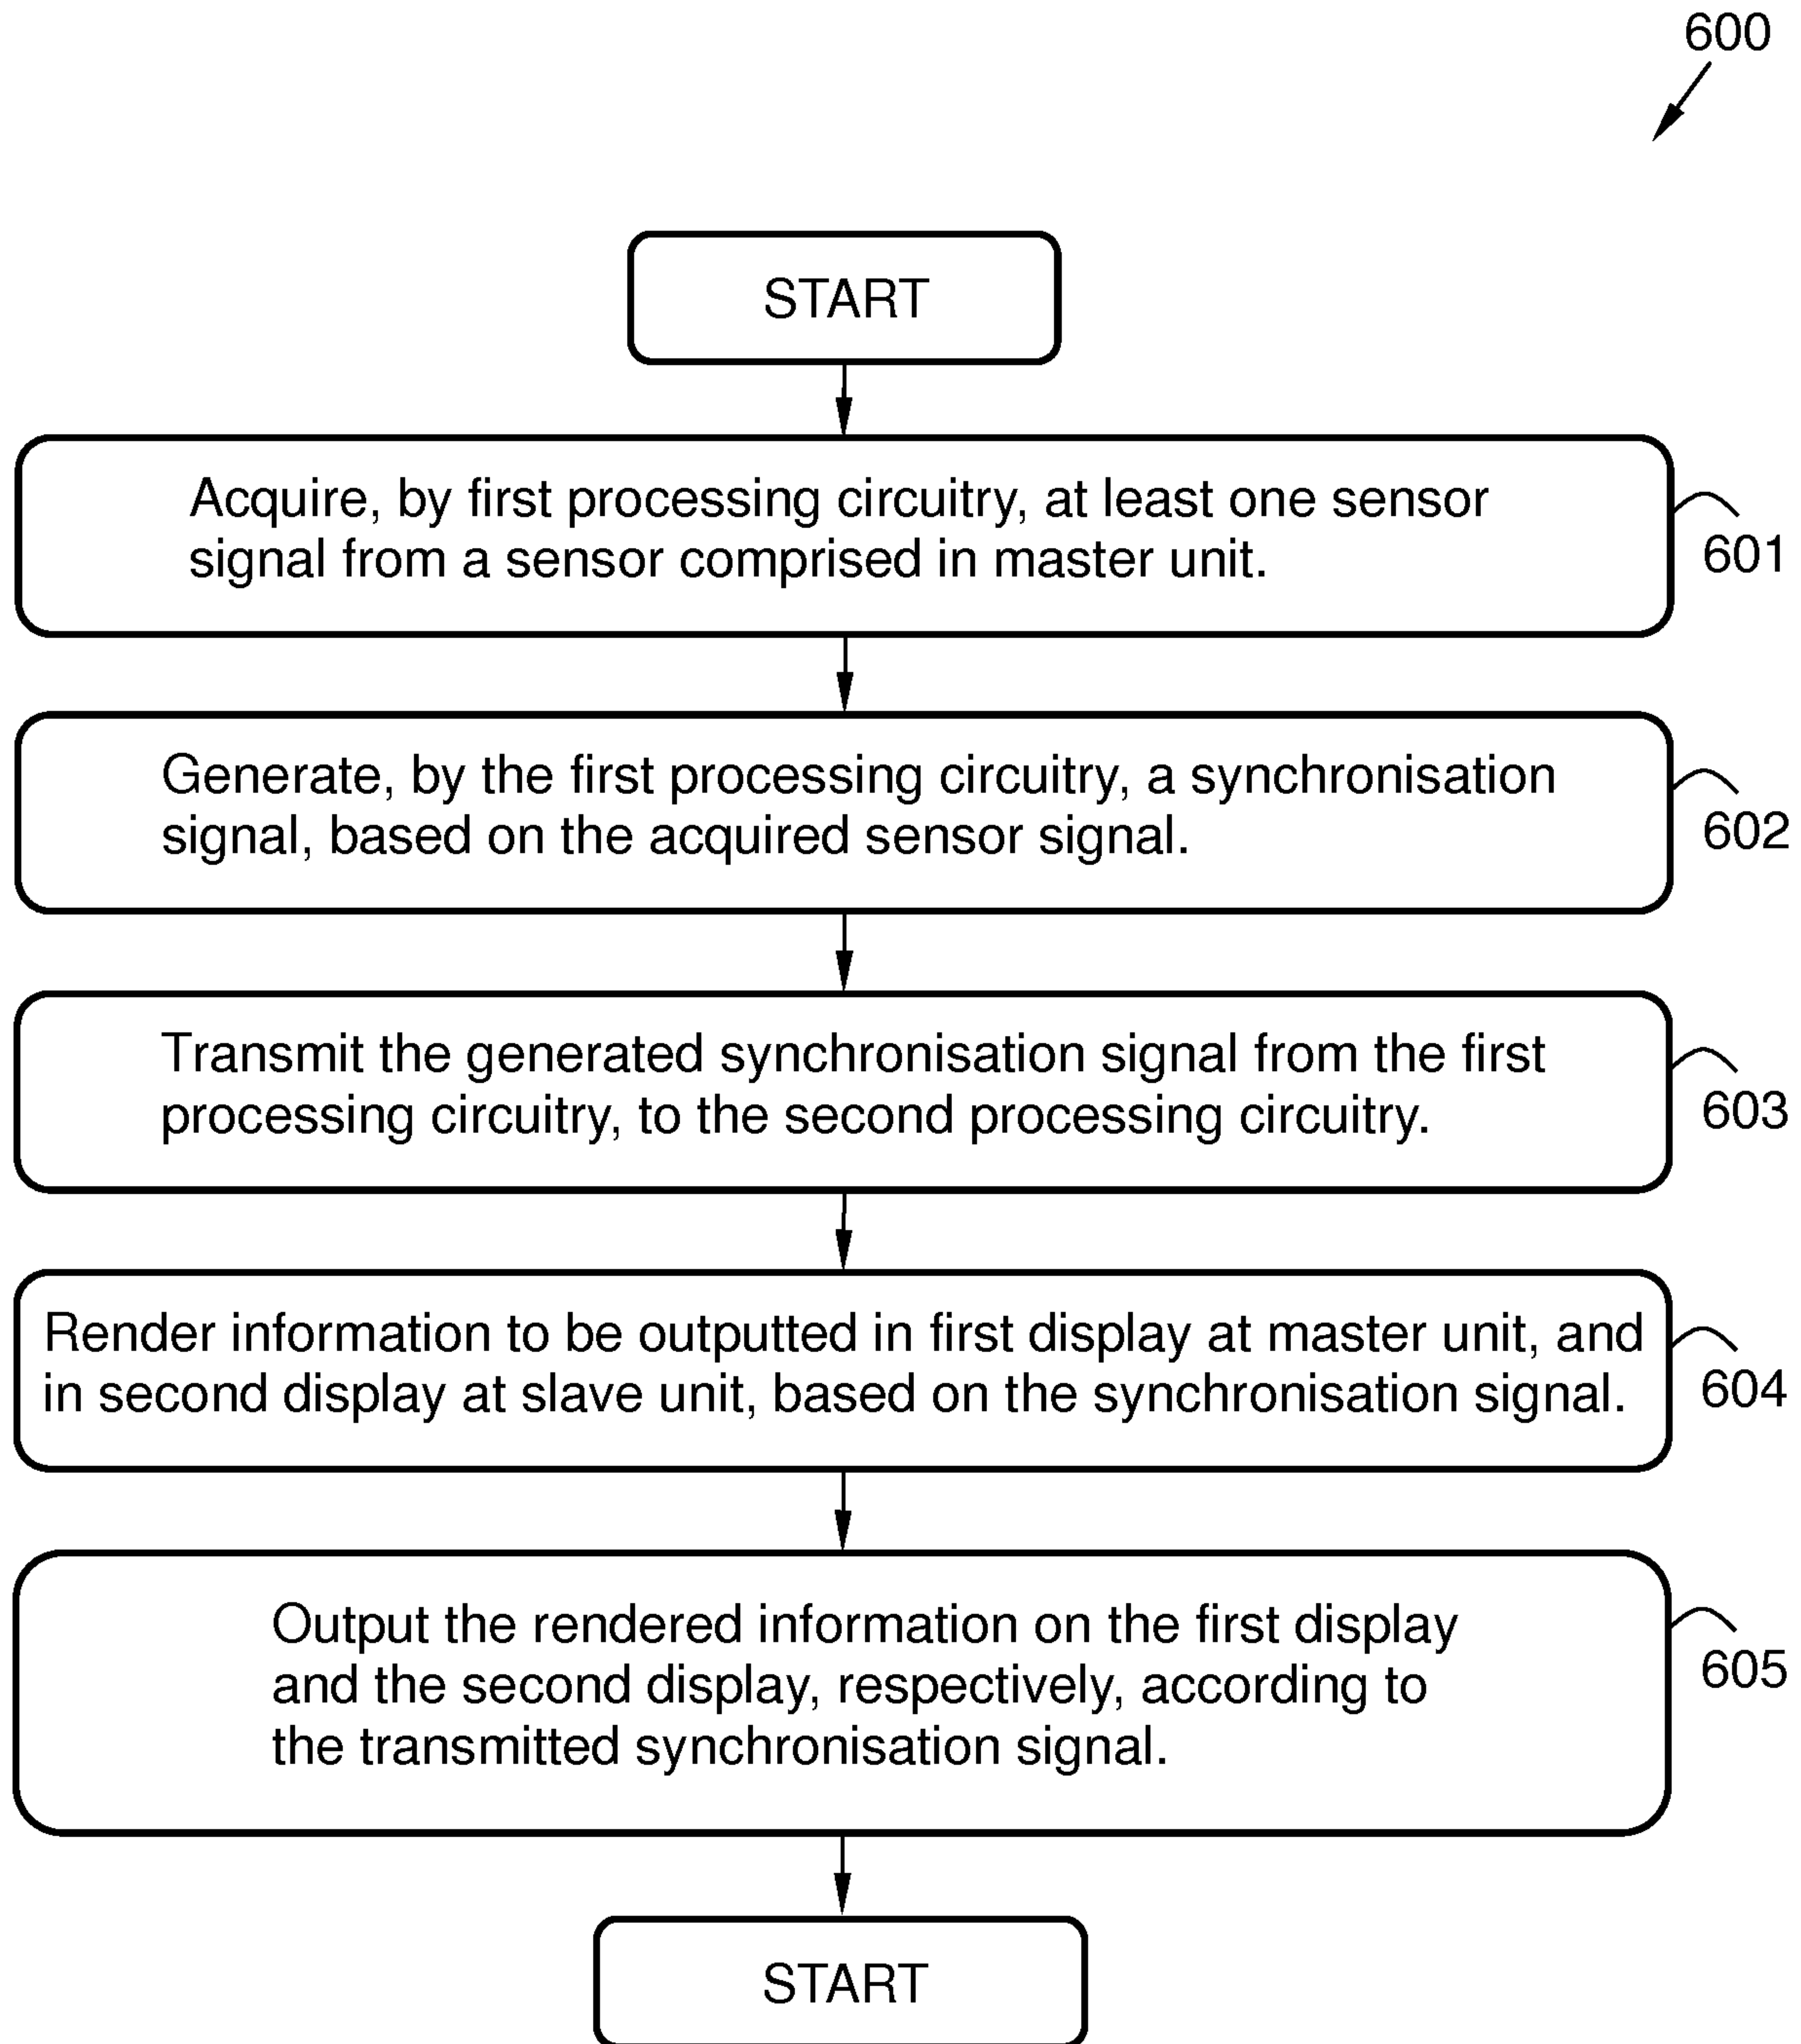 600
START
Acquire, by first processing circuitry, at least one sensor
signal from a sensor comprised in master unit.
601
Generate, by the first processing circuitry, a synchronisation
signal, based on the acquired sensor signal.
602
Transmit the generated synchronisation signal from the first
processing circuitry, to the second processing circuitry.
603
Render information to be outputted in first display at master unit, and
in second display at slave unit, based on the synchronisation signal.
604
Output the rendered information on the first display
and the second display, respectively, according to
the transmitted synchronisation signal.
605
START